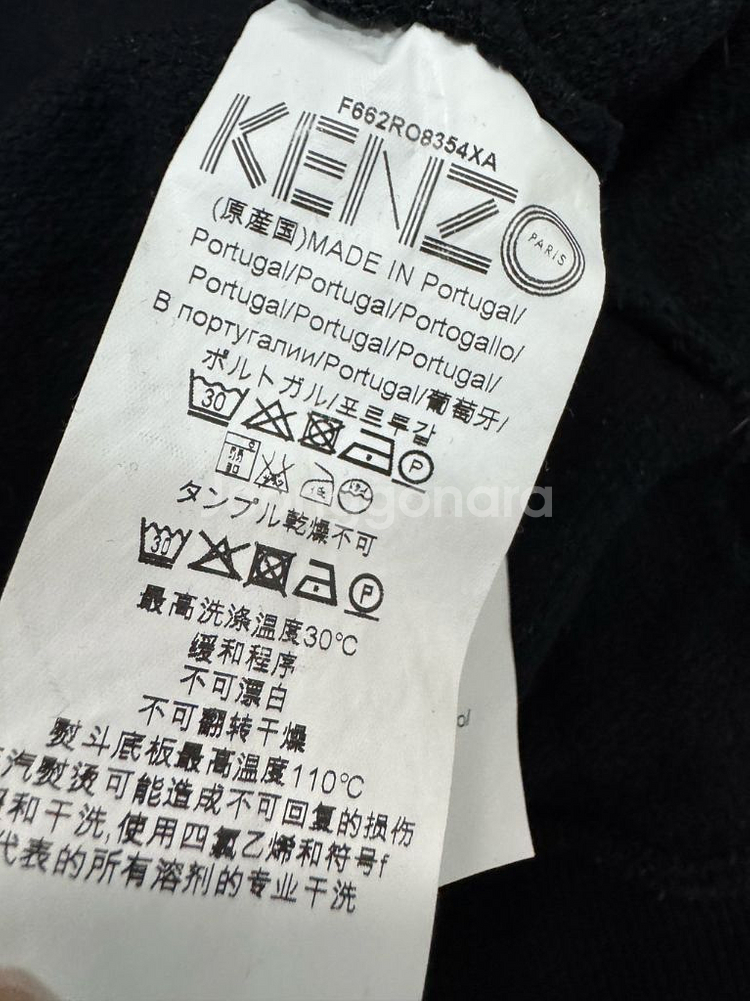 F662RO8354XA
KENZO
PARIS
(原産国)MADE IN Portugal/
Portugal/Portugal/Portogallo/
Portugal/Portugal/Portugal/
В португалии/Portugal/葡萄牙/
ポルトガル/포르투갈
30 P
タンブル乾燥不可
30 P
最高洗涤温度30℃
缓和程序
不可漂白
不可翻转干燥
熨斗底板最高温度110℃
汽熨烫可能造成不可回复的损伤
和干洗,使用四氯乙烯和符号f
代表的所有溶剂的专业干洗